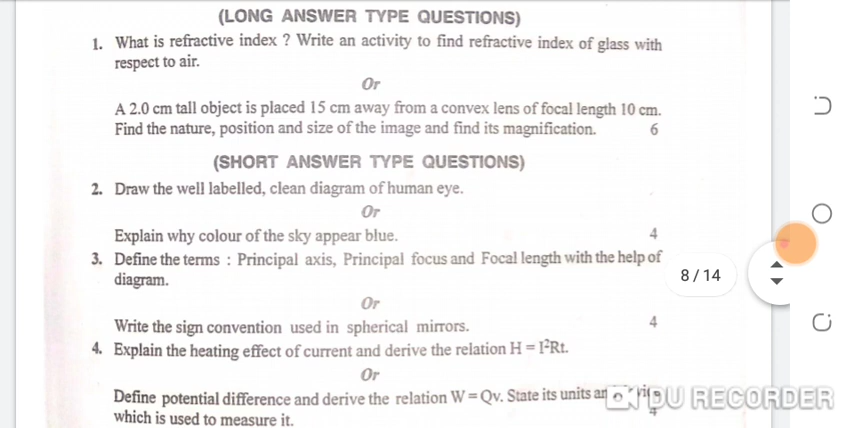 (LONG ANSWER TYPE QUESTIONS)
1. What is refractive index ? Write an activity to find refractive index of glass with
respect to air.
Or
A 2.0 cm tall object is placed 15 cm away from a convex lens of focal length 10 cm.
Find the nature, position and size of the image and find its magnification. 6
(SHORT ANSWER TYPE QUESTIONS)
2. Draw the well labelled, clean diagram of human eye.
Or
Explain why colour of the sky appear blue. 4
3. Define the terms : Principal axis, Principal focus and Focal length with the help of
diagram.
8 / 14
Or
Write the sign convention used in spherical mirrors. 4
4. Explain the heating effect of current and derive the relation H = I²Rt.
Or
Define potential difference and derive the relation W = Qv. State its units
DU RECORDER
which is used to measure it. 4